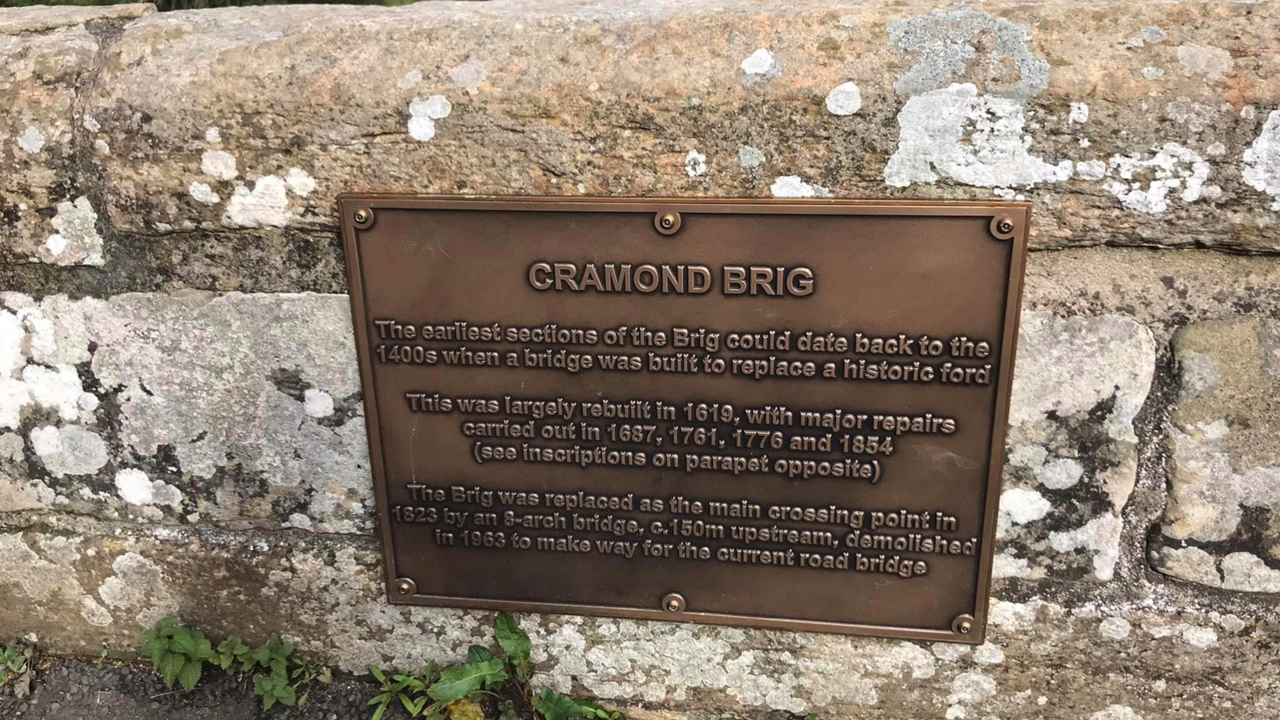 CRAMOND BRIG
The earliest sections of the Brig could date back to the
1400s when a bridge was built to replace a historic ford
This was largely rebuilt in 1619, with major repairs
carried out in 1687, 1761, 1776 and 1854
(see inscriptions on parapet opposite)
The Brig was replaced as the main crossing point in
1823 by an 8-arch bridge, c.150m upstream, demolished
in 1963 to make way for the current road bridge